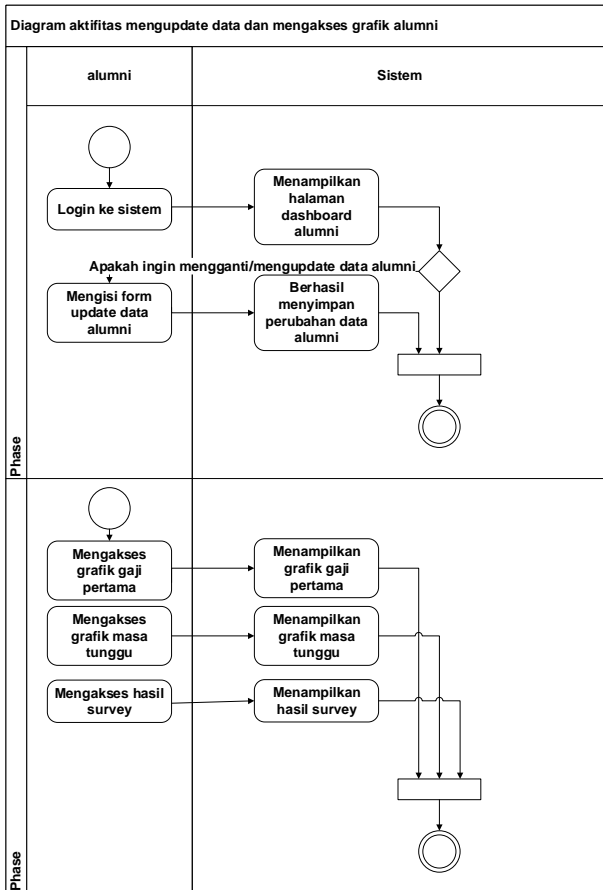 Diagram aktifitas mengupdate data dan mengakses grafik alumni
alumni
Sistem
Phase
Login ke sistem
Menampilkan
halaman
dashboard
alumni
Apakah ingin mengganti/mengupdate data alumni
Mengisi form
update data
alumni
Berhasil
menyimpan
perubahan data
alumni
Phase
Mengakses
grafik gaji
pertama
Menampilkan
grafik gaji
pertama
Mengakses
grafik masa
tunggu
Menampilkan
grafik masa
tunggu
Mengakses hasil
survey
Menampilkan
hasil survey